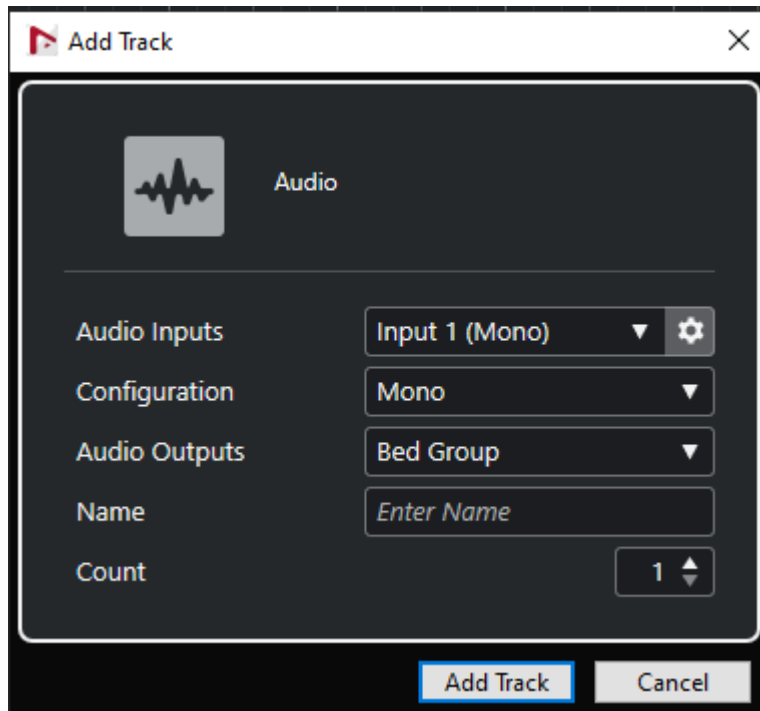 Add Track
Audio
Audio Inputs Input 1 (Mono)
Configuration Mono
Audio Outputs Bed Group
Name Enter Name
Count 1
Add Track Cancel